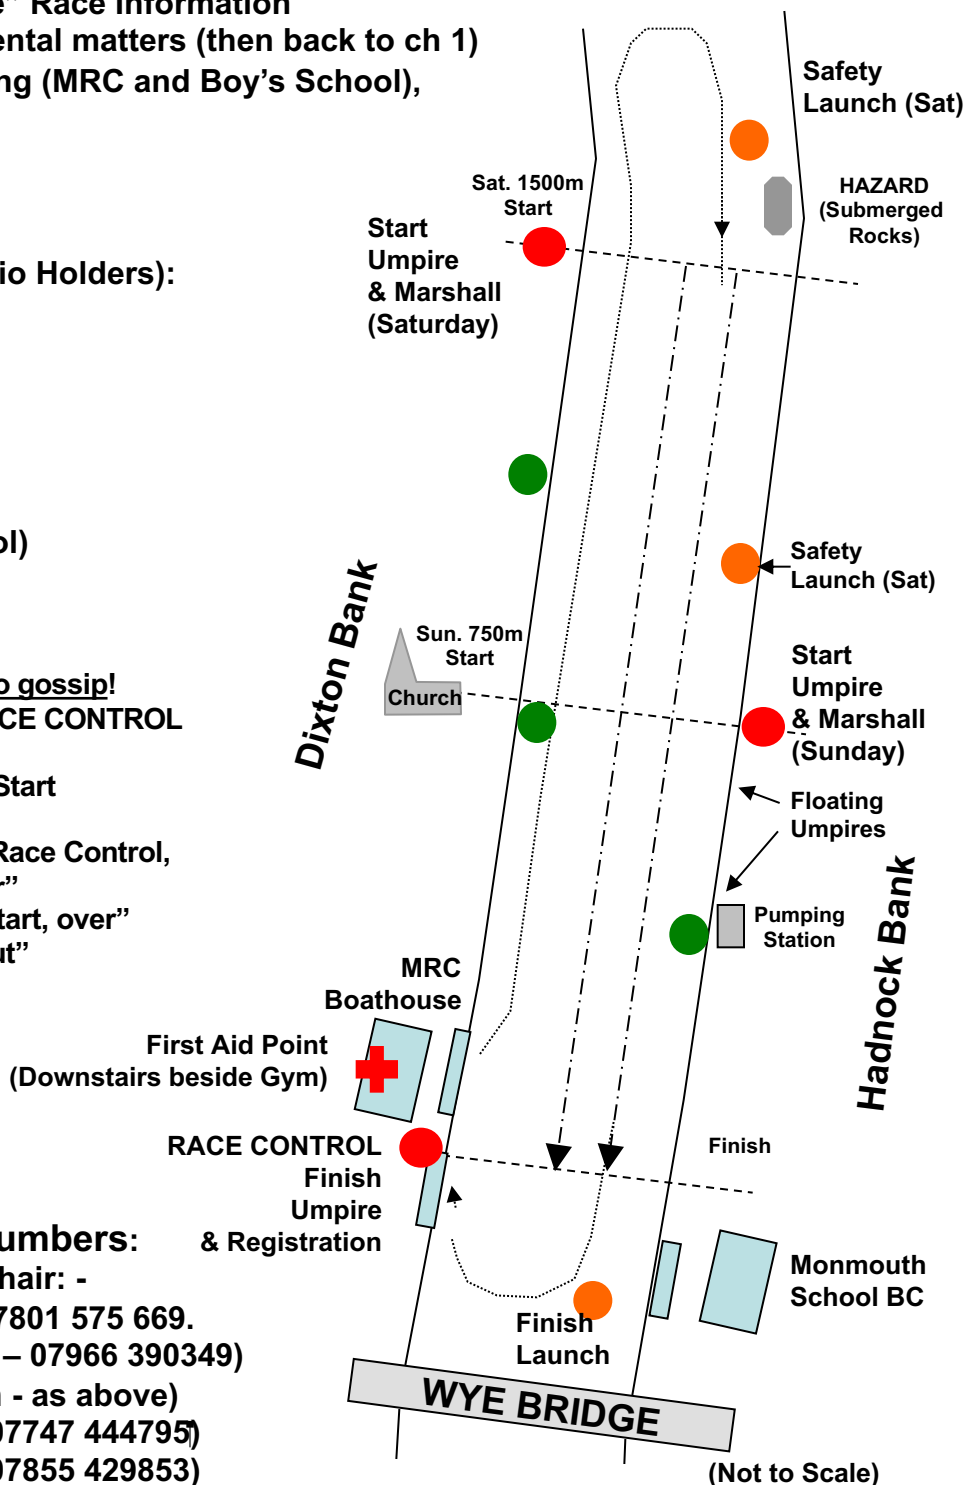 e” Race information
ental matters (then back to ch 1)
ng (MRC and Boy’s School),
Safety
Launch (Sat)
Sat. 1500m
Start
HAZARD
(Submerged
Rocks)
Start
Umpire
& Marshall
(Saturday)
io Holders):
ol)
Safety
Launch (Sat)
Dixton Bank
Sun. 750m
Start
Church
Start
Umpire
& Marshall
(Sunday)
o gossip!
CE CONTROL
Start
Floating
Umpires
Race Control,
r”
tart, over”
ut”
Pumping
Station
Hadnock Bank
MRC
Boathouse
First Aid Point
(Downstairs beside Gym)
RACE CONTROL
Finish
Umpire
& Registration
Finish
umbers:
hair: -
7801 575 669.
– 07966 390349)
n - as above)
07747 444795)
07855 429853)
Monmouth
School BC
Finish
Launch
WYE BRIDGE
(Not to Scale)